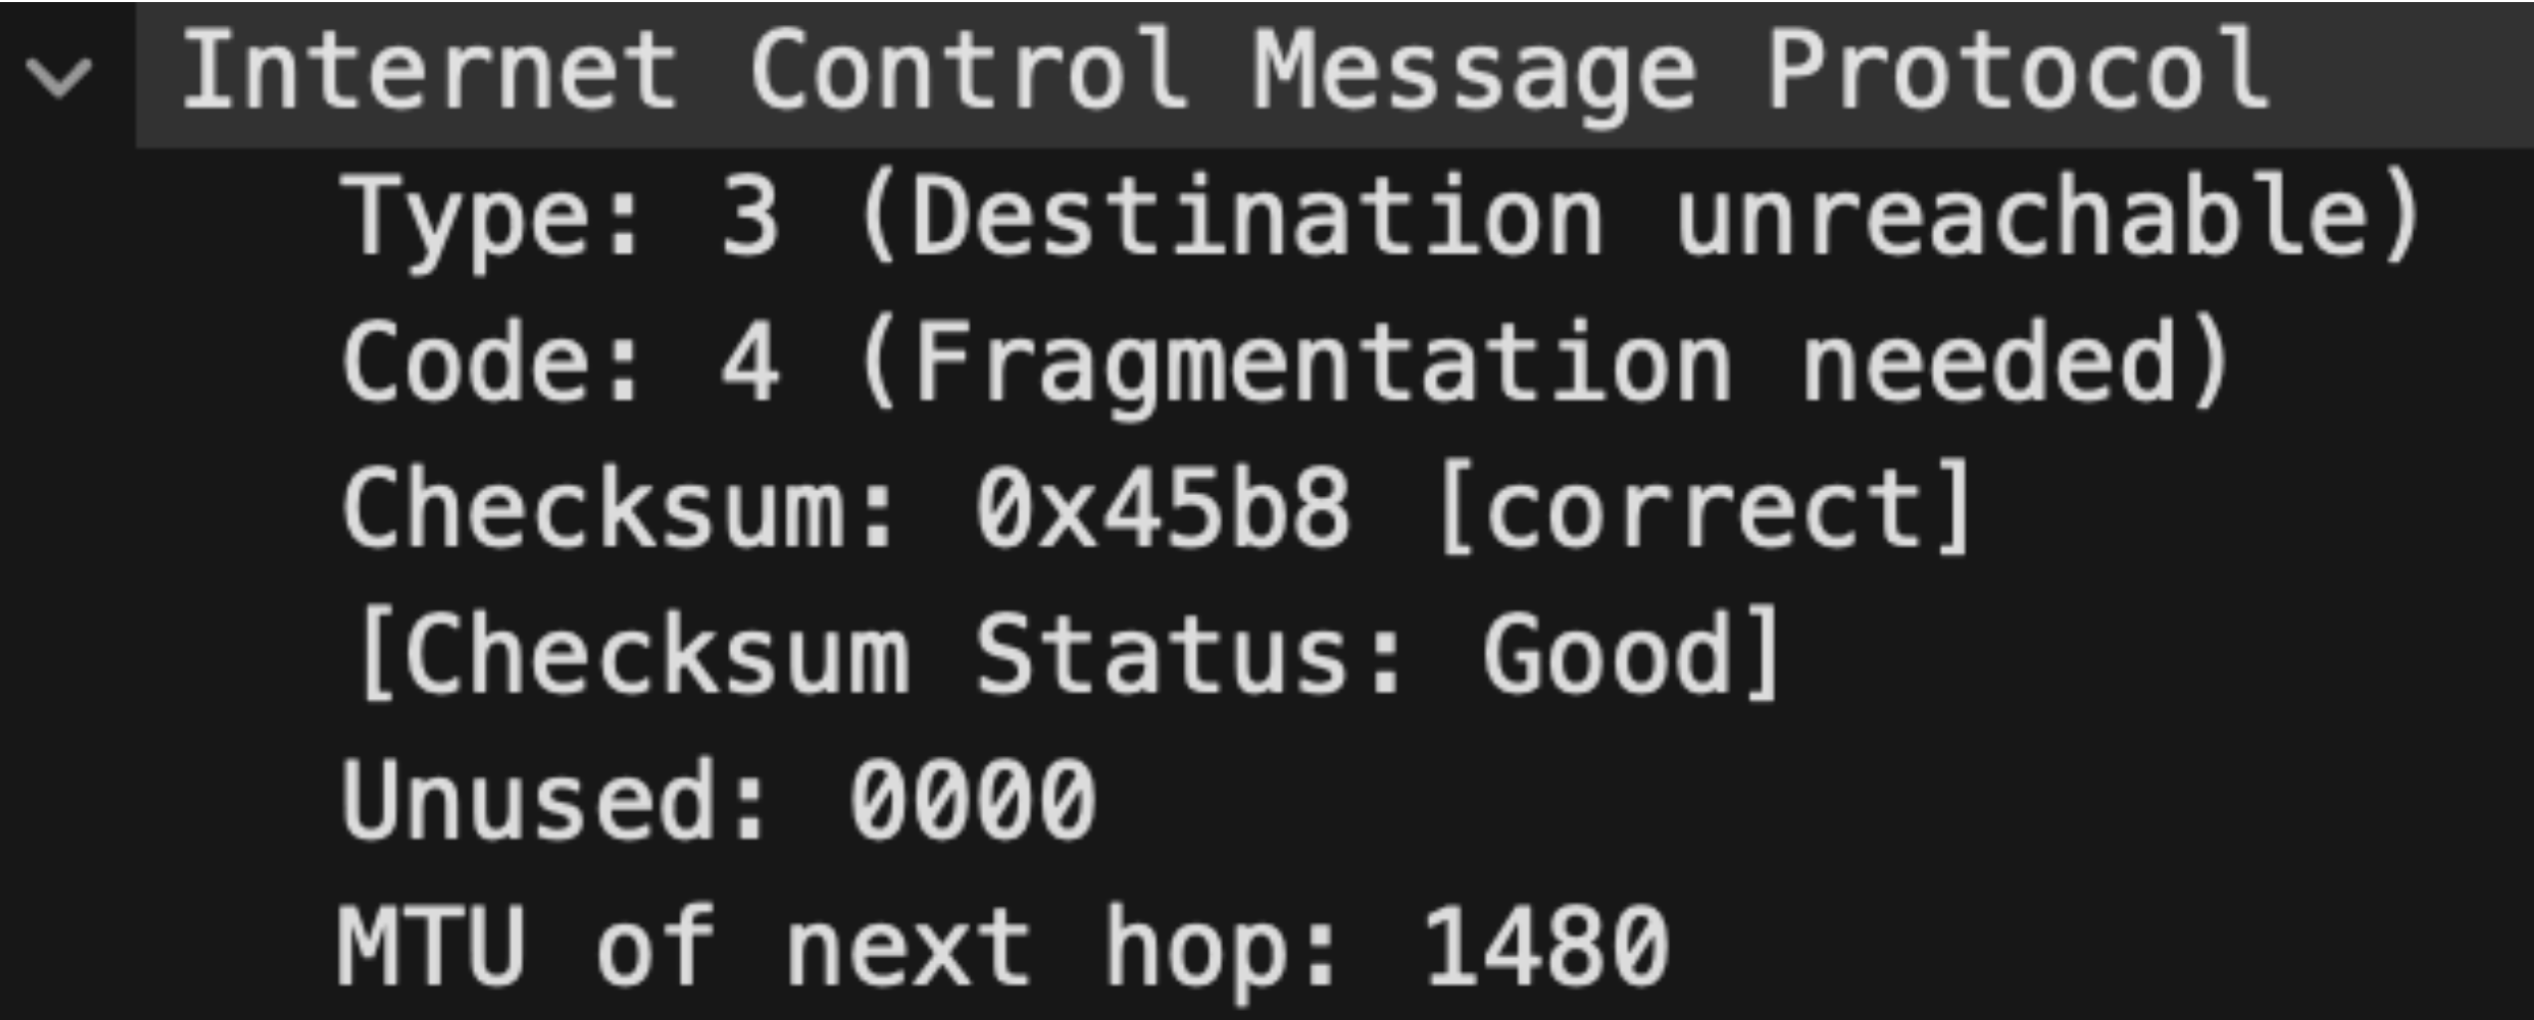 Internet Control Message Protocol
Type: 3 (Destination unreachable)
Code: 4 (Fragmentation needed)
Checksum: 0x45b8 [correct]
[Checksum Status: Good]
Unused: 0000
MTU of next hop: 1480